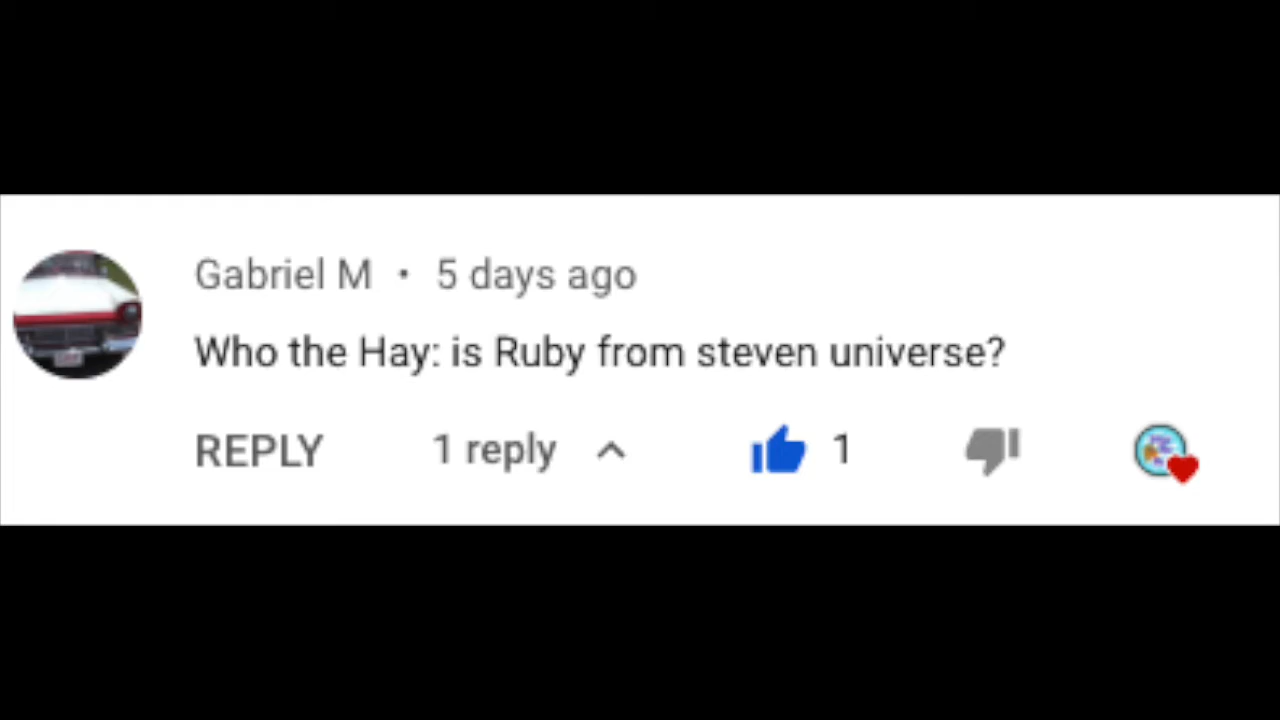 Gabriel M • 5 days ago
Who the Hay: is Ruby from steven universe?
REPLY 1 reply 1